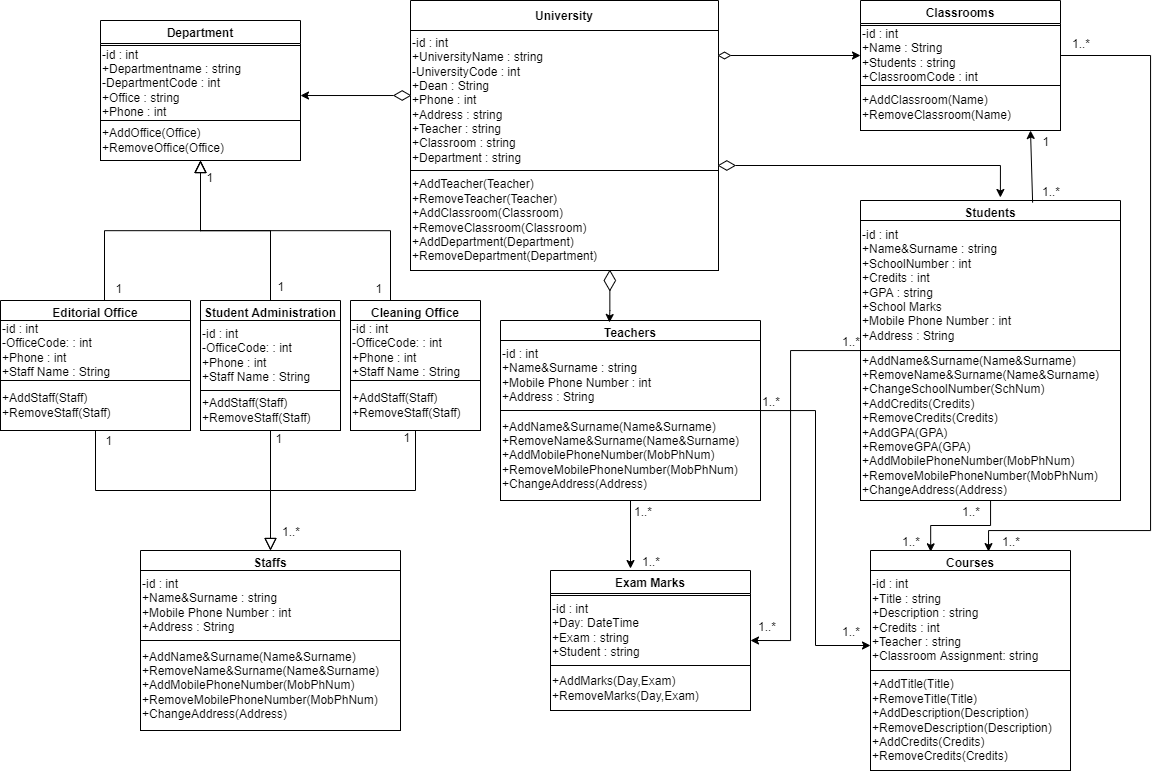 Department
-id : int
+Departmentname : string
-DepartmentCode : int
+Office : string
+Phone : int
+AddOffice(Office)
+RemoveOffice(Office)
1
University
-id : int
+UniversityName : string
-UniversityCode : int
+Dean : String
+Phone : int
+Address : string
+Teacher : string
+Classroom : string
+Department : string
+AddTeacher(Teacher)
+RemoveTeacher(Teacher)
+AddClassroom(Classroom)
+RemoveClassroom(Classroom)
+AddDepartment(Department)
+RemoveDepartment(Department)
Classrooms
-id : int
+Name : String
+Students : string
+ClassroomCode : int
+AddClassroom(Name)
+RemoveClassroom(Name)
1..*
1
1..*
Students
-id : int
+Name&Surname : string
+SchoolNumber : int
+Credits : int
+GPA : string
+School Marks
+Mobile Phone Number : int
+Address : String
+AddName&Surname(Name&Surname)
+RemoveName&Surname(Name&Surname)
+ChangeSchoolNumber(SchNum)
+AddCredits(Credits)
+RemoveCredits(Credits)
+AddGPA(GPA)
+RemoveGPA(GPA)
+AddMobilePhoneNumber(MobPhNum)
+RemoveMobilePhoneNumber(MobPhNum)
+ChangeAddress(Address)
1..*
1..*
1
1
1
Editorial Office
-id : int
-OfficeCode: : int
+Phone : int
+Staff Name : String
+AddStaff(Staff)
+RemoveStaff(Staff)
1
Student Administration
-id : int
-OfficeCode: : int
+Phone : int
+Staff Name : String
+AddStaff(Staff)
+RemoveStaff(Staff)
1
Cleaning Office
-id : int
-OfficeCode: : int
+Phone : int
+Staff Name : String
+AddStaff(Staff)
+RemoveStaff(Staff)
1
Teachers
-id : int
+Name&Surname : string
+Mobile Phone Number : int
+Address : String
+AddName&Surname(Name&Surname)
+RemoveName&Surname(Name&Surname)
+AddMobilePhoneNumber(MobPhNum)
+RemoveMobilePhoneNumber(MobPhNum)
+ChangeAddress(Address)
1..*
1..*
1..*
Staffs
-id : int
+Name&Surname : string
+Mobile Phone Number : int
+Address : String
+AddName&Surname(Name&Surname)
+RemoveName&Surname(Name&Surname)
+AddMobilePhoneNumber(MobPhNum)
+RemoveMobilePhoneNumber(MobPhNum)
+ChangeAddress(Address)
1..*
Exam Marks
-id : int
+Day: DateTime
+Exam : string
+Student : string
+AddMarks(Day,Exam)
+RemoveMarks(Day,Exam)
1..*
1..*
1..*
1..*
Courses
-id : int
+Title : string
+Description : string
+Credits : int
+Teacher : string
+Classroom Assignment: string
+AddTitle(Title)
+RemoveTitle(Title)
+AddDescription(Description)
+RemoveDescription(Description)
+AddCredits(Credits)
+RemoveCredits(Credits)